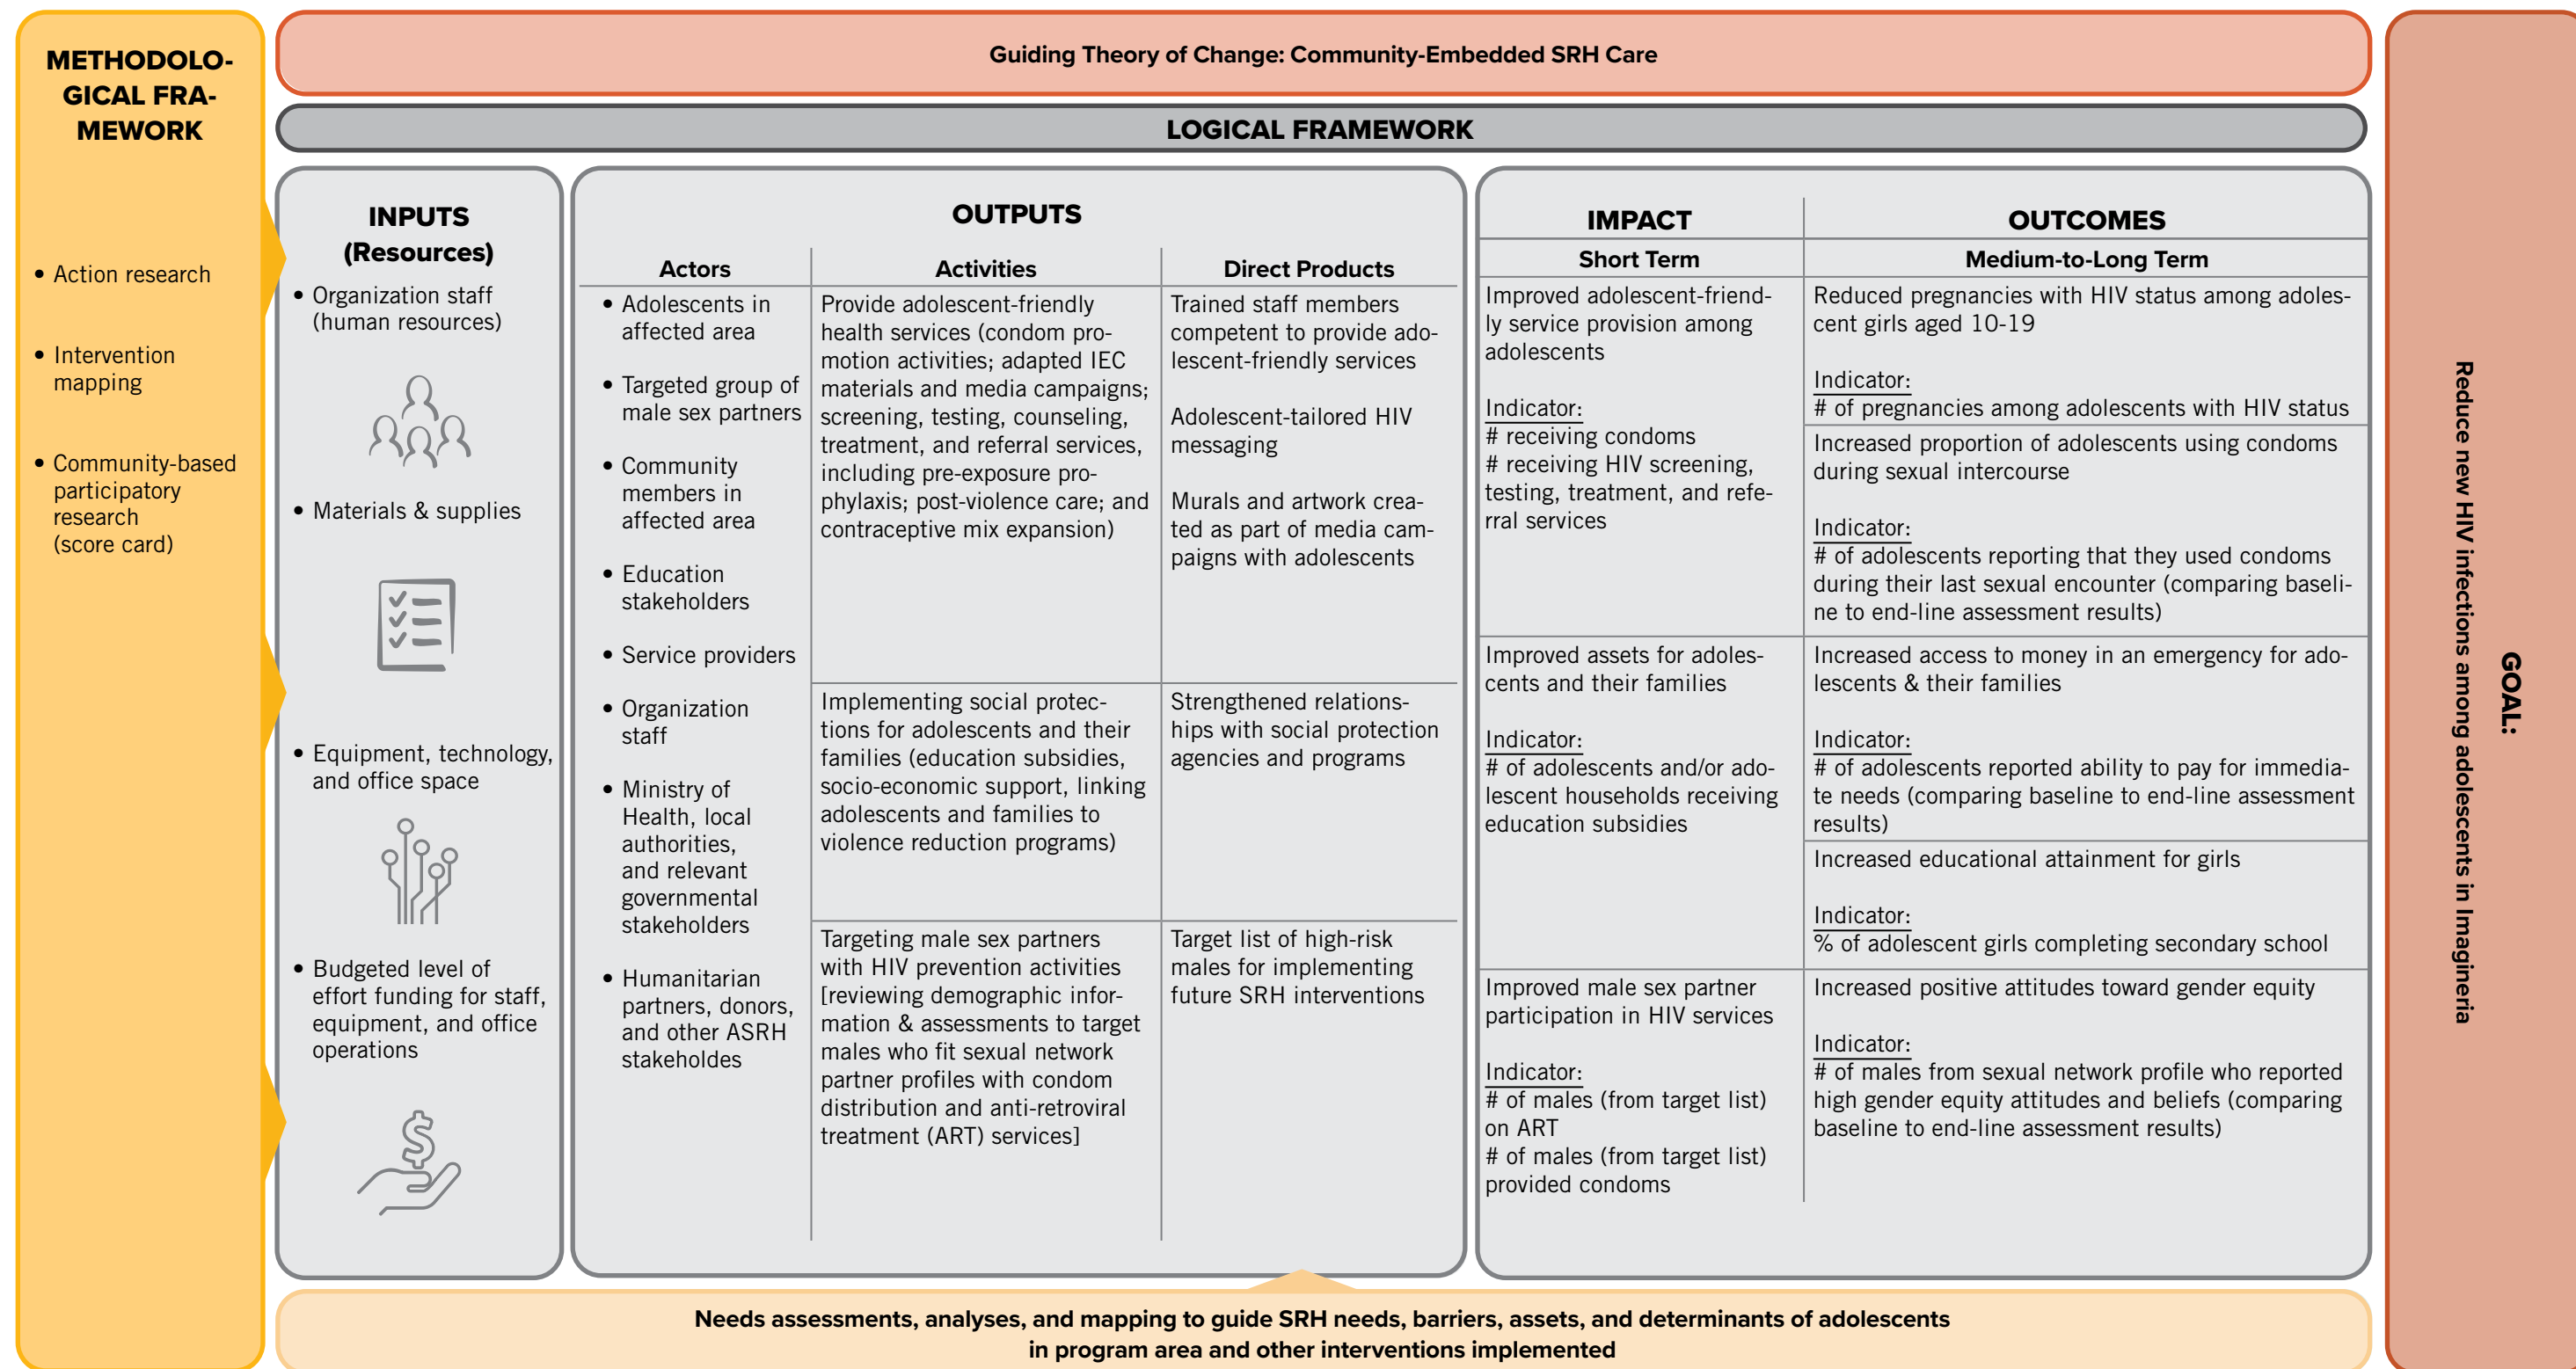 METHODOLO-
GICAL FRA-
MEWORK
• Action research
• Intervention
mapping
• Community-based
participatory
research
(score card)
Guiding Theory of Change: Community-Embedded SRH Care
LOGICAL FRAMEWORK
INPUTS
(Resources)
• Organization staff
(human resources)
• Materials & supplies
• Equipment, technology,
and office space
• Budgeted level of
effort funding for staff,
equipment, and office
operations
OUTPUTS
Actors
• Adolescents in
affected area
• Targeted group of
male sex partners
• Community
members in
affected area
• Education
stakeholders
• Service providers
• Organization
staff
• Ministry of
Health, local
authorities,
and relevant
governmental
stakeholders
• Humanitarian
partners, donors,
and other ASRH
stakeholdes
Activities
Provide adolescent-friendly
health services (condom pro-
motion activities; adapted IEC
materials and media campaigns;
screening, testing, counseling,
treatment, and referral services,
including pre-exposure pro-
phylaxis; post-violence care; and
contraceptive mix expansion)
Implementing social protec-
tions for adolescents and their
families (education subsidies,
socio-economic support, linking
adolescents and families to
violence reduction programs)
Targeting male sex partners
with HIV prevention activities
[reviewing demographic infor-
mation & assessments to target
males who fit sexual network
partner profiles with condom
distribution and anti-retroviral
treatment (ART) services]
Direct Products
Trained staff members
competent to provide ado-
lescent-friendly services
Adolescent-tailored HIV
messaging
Murals and artwork crea-
ted as part of media cam-
paigns with adolescents
Strengthened relations-
hips with social protection
agencies and programs
Target list of high-risk
males for implementing
future SRH interventions
IMPACT
Short Term
Improved adolescent-friend-
ly service provision among
adolescents
Indicator:
# receiving condoms
# receiving HIV screening,
testing, treatment, and refe-
rral services
Improved assets for adoles-
cents and their families
Indicator:
# of adolescents and/or ado-
lescent households receiving
education subsidies
Improved male sex partner
participation in HIV services
Indicator:
# of males (from target list)
on ART
# of males (from target list)
provided condoms
OUTCOMES
Medium-to-Long Term
Reduced pregnancies with HIV status among adoles-
cent girls aged 10-19
Indicator:
# of pregnancies among adolescents with HIV status
Increased proportion of adolescents using condoms
during sexual intercourse
Indicator:
# of adolescents reporting that they used condoms
during their last sexual encounter (comparing baseli-
ne to end-line assessment results)
Increased access to money in an emergency for ado-
lescents & their families
Indicator:
# of adolescents reported ability to pay for immedia-
te needs (comparing baseline to end-line assessment
results)
Increased educational attainment for girls
Indicator:
% of adolescent girls completing secondary school
Increased positive attitudes toward gender equity
Indicator:
# of males from sexual network profile who reported
high gender equity attitudes and beliefs (comparing
baseline to end-line assessment results)
GOAL:
Reduce new HIV infections among adolescents in Imagineria
Needs assessments, analyses, and mapping to guide SRH needs, barriers, assets, and determinants of adolescents
in program area and other interventions implemented